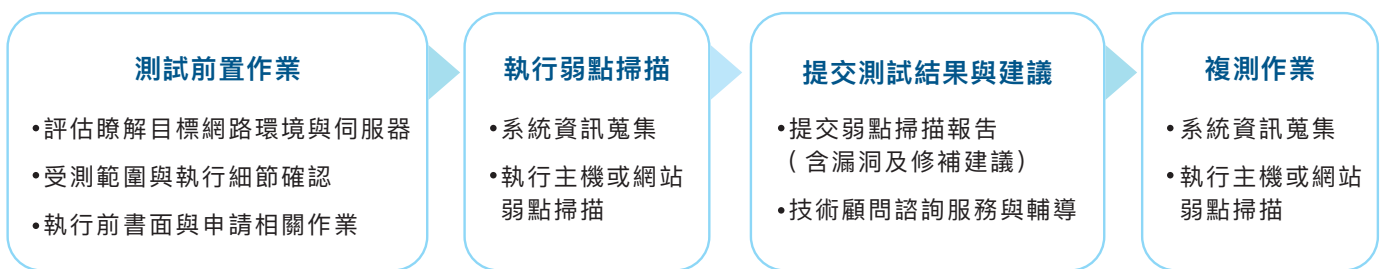 測試前置作業
•評估瞭解目標網路環境與伺服器
•受測範圍與執行細節確認
•執行前書面與申請相關作業
執行弱點掃描
•系統資訊蒐集
•執行主機或網站
弱點掃描
提交測試結果與建議
•提交弱點掃描報告
（含漏洞及修補建議）
•技術顧問諮詢服務與輔導
複測作業
•系統資訊蒐集
•執行主機或網站
弱點掃描